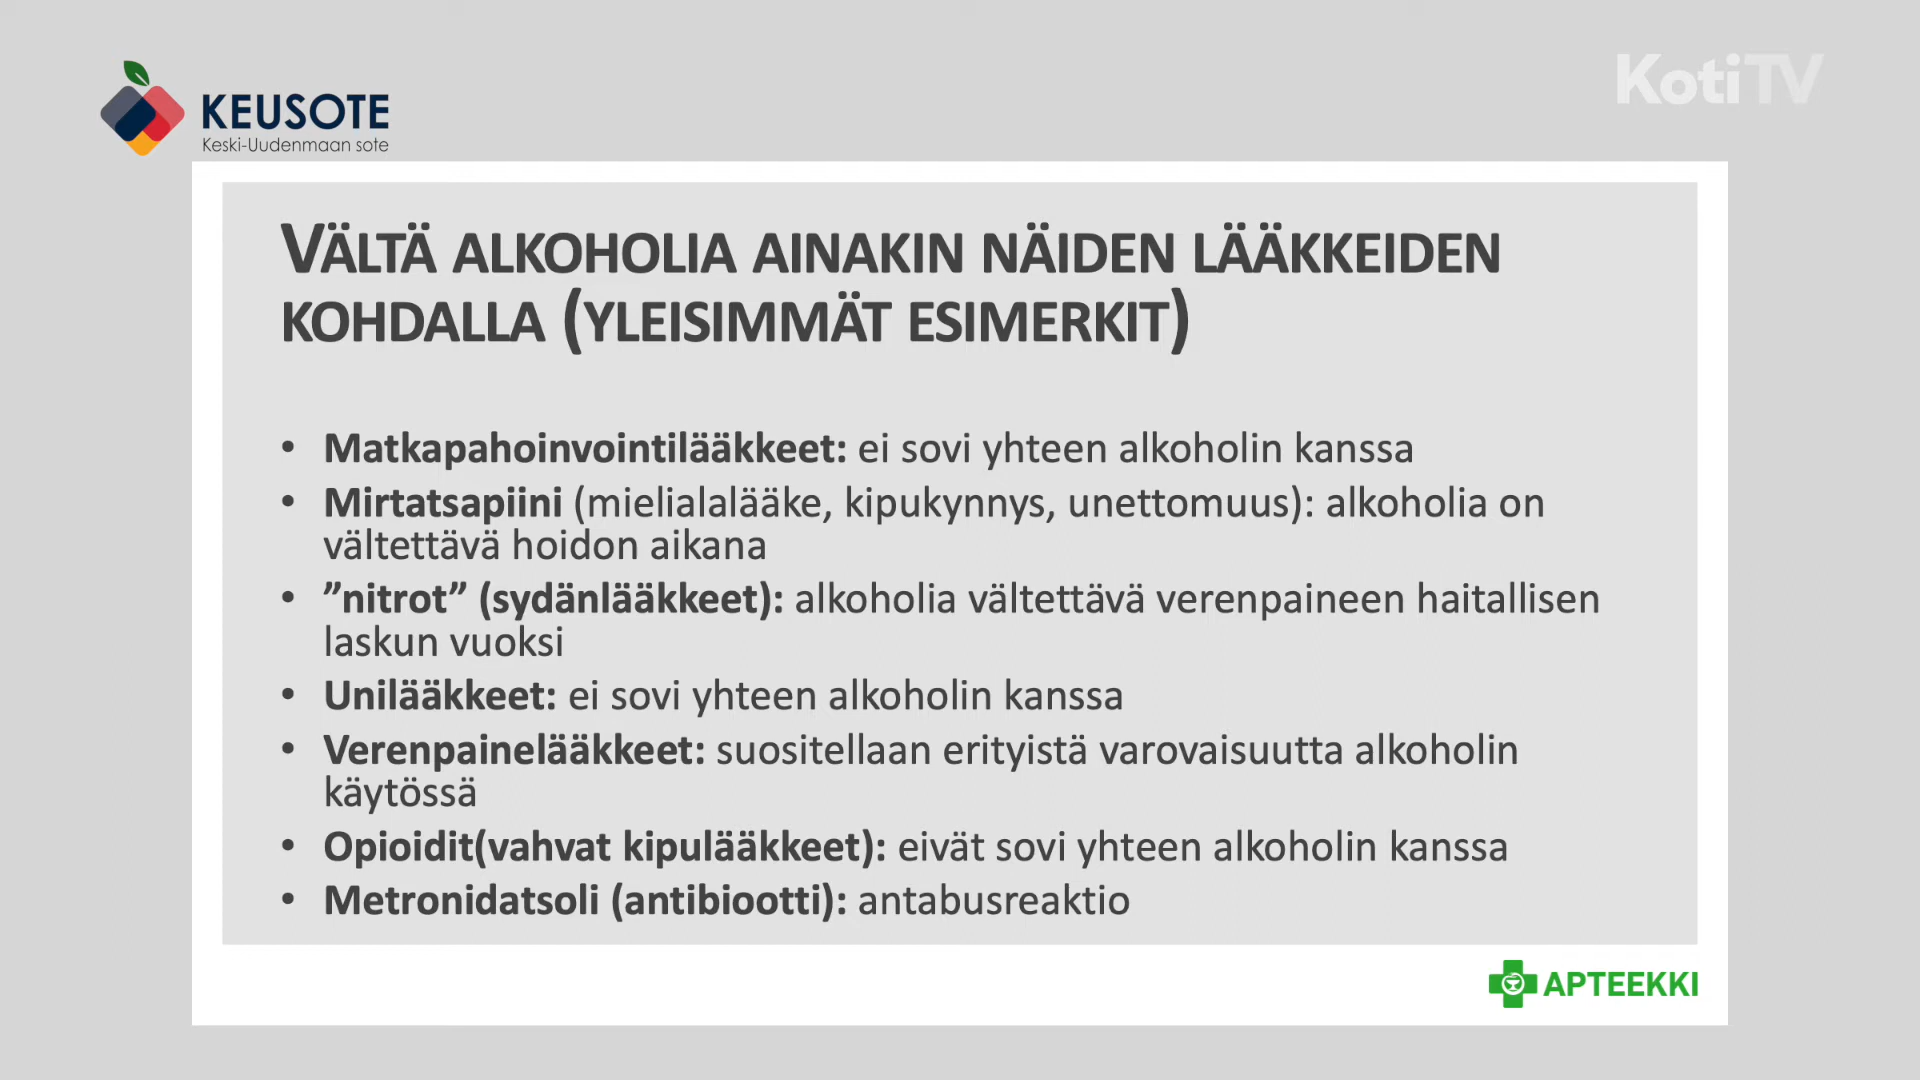 KEUSOTE
Keski-Uudenmaan sote
KotiTV
VÄLTÄ ALKOHOLIA AINAKIN NÄIDEN LÄÄKKEIDEN
KOHDALLA (YLEISIMMÄT ESIMERKIT)
• Matkapahoinvointilääkkeet: ei sovi yhteen alkoholin kanssa
• Mirtatsapiini (mielialalääke, kipukynnys, unettomuus): alkoholia on
vältettävä hoidon aikana
• ”nitrot” (sydänlääkkeet): alkoholia vältettävä verenpaineen haitallisen
laskun vuoksi
• Unilääkkeet: ei sovi yhteen alkoholin kanssa
• Verenpainelääkkeet: suositellaan erityistä varovaisuutta alkoholin
käytössä
• Opioidit(vahvat kipulääkkeet): eivät sovi yhteen alkoholin kanssa
• Metronidatsoli (antibiootti): antabusreaktio
APTEEKKI